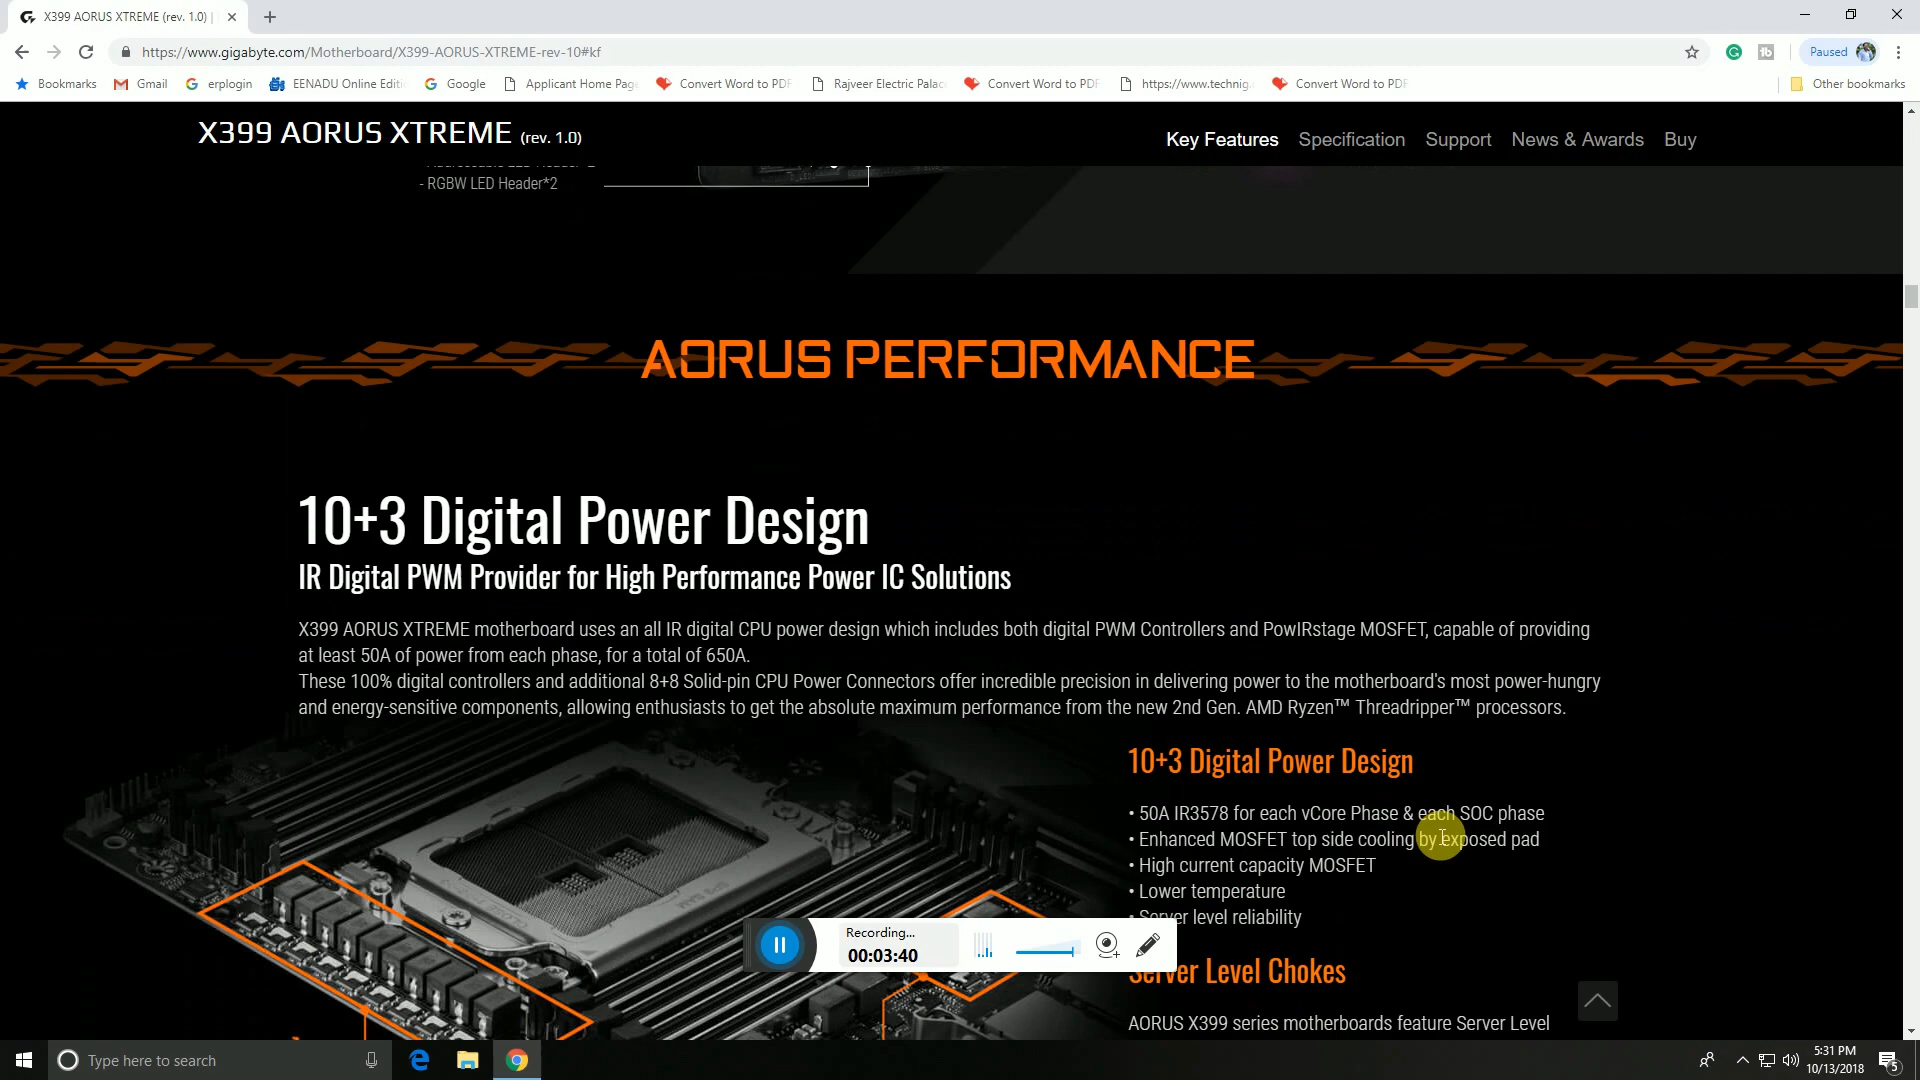 X399 AORUS XTREME (rev. 1.0) |
https://www.gigabyte.com/Motherboard/X399-AORUS-XTREME-rev-10#kf
Paused
Bookmarks
Gmail
erplogin
EENADU Online Editi
Google
Applicant Home Page
Convert Word to PDF
Rajveer Electric Palac
Convert Word to PDF
https://www.technig.
Convert Word to PDF
Other bookmarks
X399 AORUS XTREME (rev. 1.0)
Key Features Specification Support News & Awards Buy
- RGBW LED Header*2
AORUS PERFORMANCE
10+3 Digital Power Design
IR Digital PWM Provider for High Performance Power IC Solutions
X399 AORUS XTREME motherboard uses an all IR digital CPU power design which includes both digital PWM Controllers and PowIRstage MOSFET, capable of providing
at least 50A of power from each phase, for a total of 650A.
These 100% digital controllers and additional 8+8 Solid-pin CPU Power Connectors offer incredible precision in delivering power to the motherboard's most power-hungry
and energy-sensitive components, allowing enthusiasts to get the absolute maximum performance from the new 2nd Gen. AMD Ryzen™ Threadripper™ processors.
10+3 Digital Power Design
• 50A IR3578 for each vCore Phase & each SOC phase
• Enhanced MOSFET top side cooling by exposed pad
• High current capacity MOSFET
• Lower temperature
• Server level reliability
Server Level Chokes
AORUS X399 series motherboards feature Server Level
Recording...
00:03:40
Type here to search
5:31 PM
10/13/2018
5